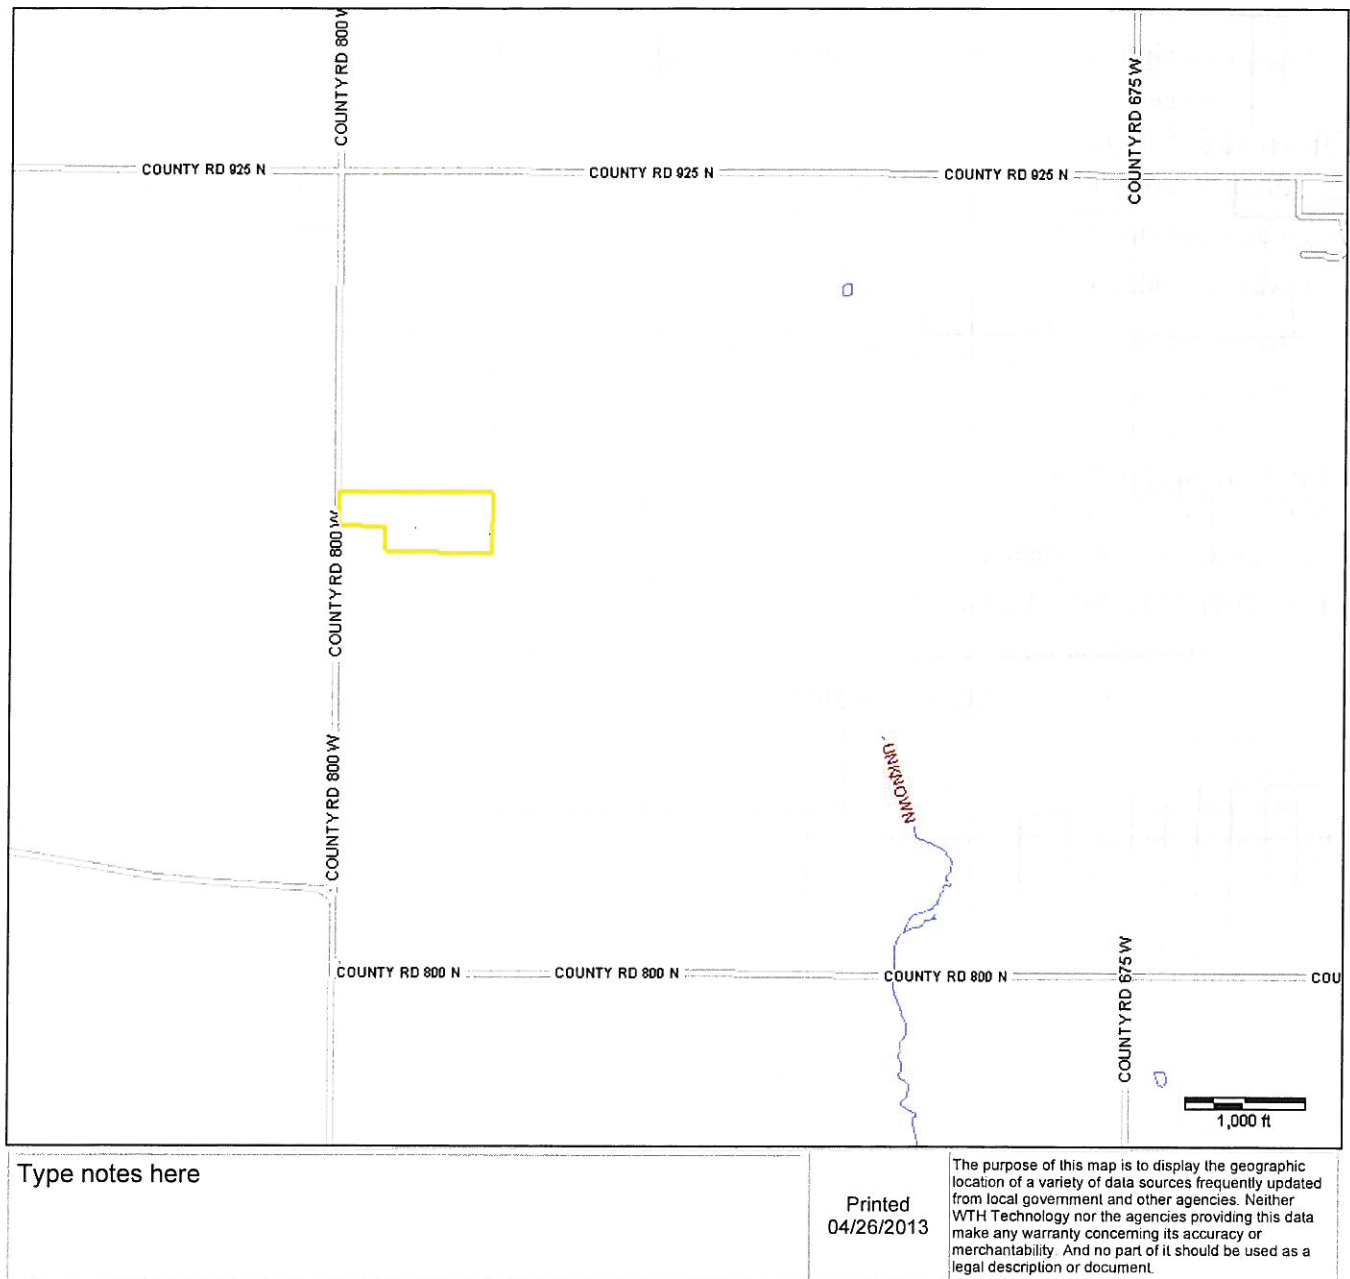 COUNTY RD 800 W
COUNTY RD 675 W
COUNTY RD 925 N
COUNTY RD 925 N
COUNTY RD 925 N
COUNTY RD 800 W
COUNTY RD 800 W
UNKNOWN
COUNTY RD 800 N
COUNTY RD 800 N
COUNTY RD 800 N
COU
COUNTY RD 675 W
1,000 ft
Type notes here
Printed
04/26/2013
The purpose of this map is to display the geographic
location of a variety of data sources frequently updated
from local government and other agencies. Neither
WTH Technology nor the agencies providing this data
make any warranty concerning its accuracy or
merchantability. And no part of it should be used as a
legal description or document.